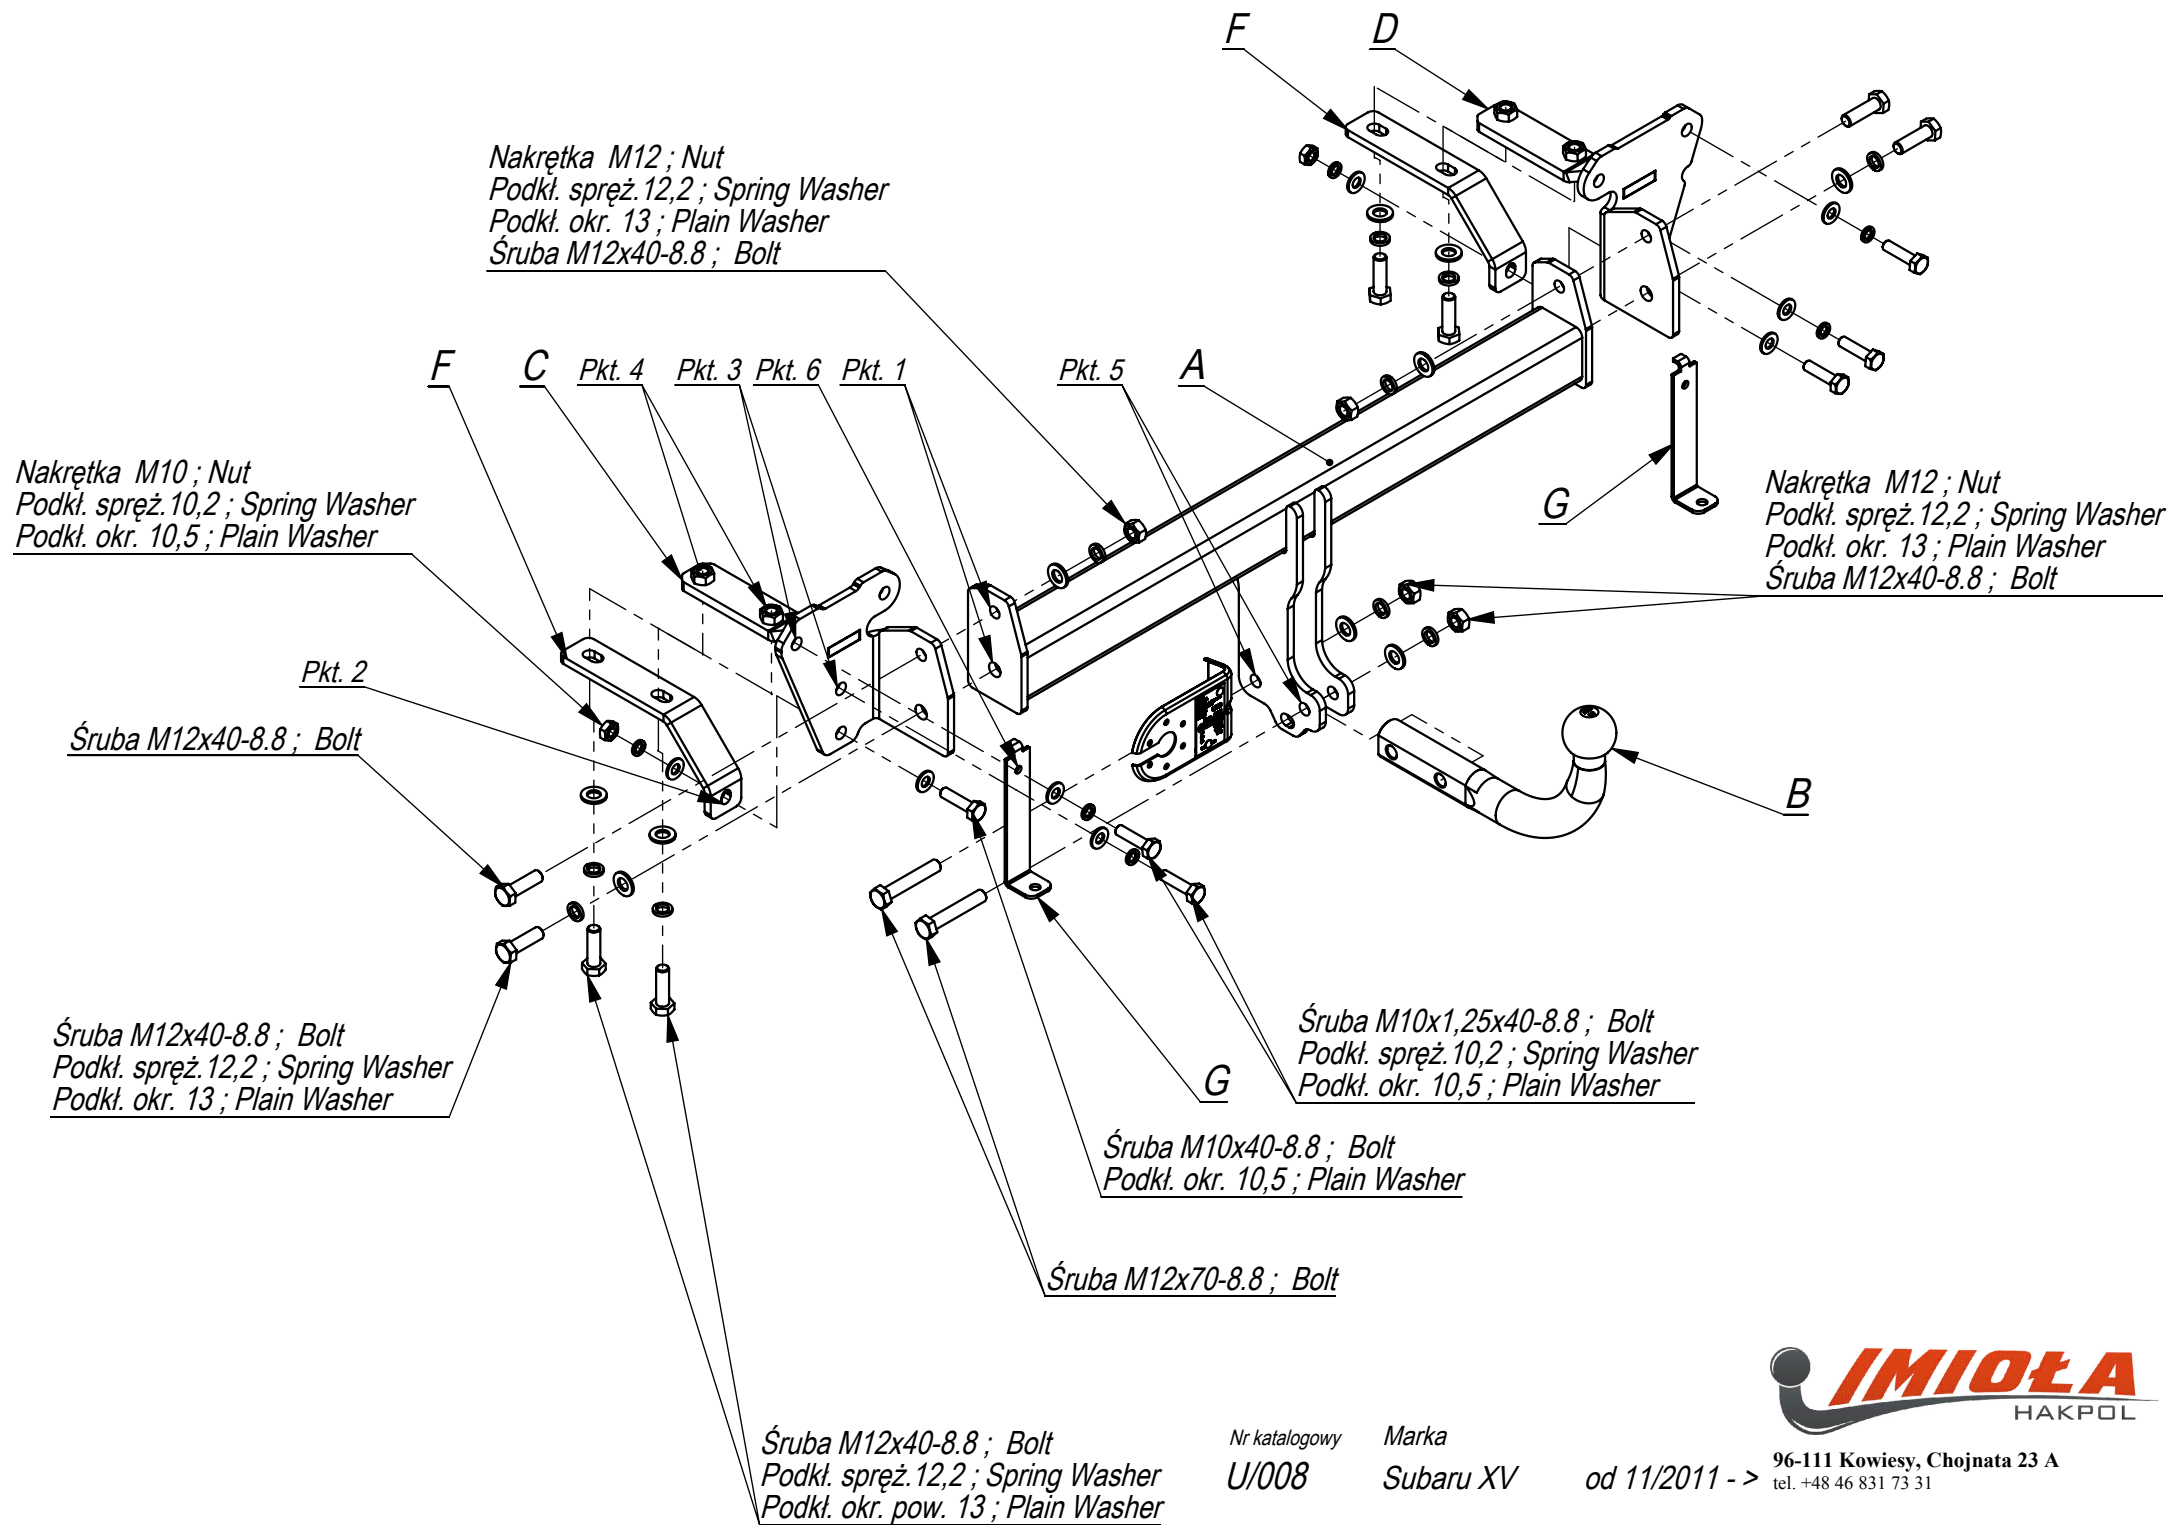 F
D
Nakrętka M12 ; Nut
Podkł. spręż.12,2 ; Spring Washer
Podkł. okr. 13 ; Plain Washer
Śruba M12x40-8.8 ; Bolt
F
C
Pkt. 4
Pkt. 3
Pkt. 6
Pkt. 1
Pkt. 5
A
Nakrętka M10 ; Nut
Podkł. spręż.10,2 ; Spring Washer
Podkł. okr. 10,5 ; Plain Washer
G
Nakrętka M12 ; Nut
Podkł. spręż.12,2 ; Spring Washer
Podkł. okr. 13 ; Plain Washer
Śruba M12x40-8.8 ; Bolt
Pkt. 2
Śruba M12x40-8.8 ; Bolt
B
Śruba M12x40-8.8 ; Bolt
Podkł. spręż.12,2 ; Spring Washer
Podkł. okr. 13 ; Plain Washer
Śruba M10x1,25x40-8.8 ; Bolt
Podkł. spręż.10,2 ; Spring Washer
Podkł. okr. 10,5 ; Plain Washer
G
Śruba M10x40-8.8 ; Bolt
Podkł. okr. 10,5 ; Plain Washer
Śruba M12x70-8.8 ; Bolt
Śruba M12x40-8.8 ; Bolt
Podkł. spręż.12,2 ; Spring Washer
Podkł. okr. pow. 13 ; Plain Washer
Nr katalogowy Marka
U/008 Subaru XV od 11/2011 - >
IMIOŁA
HAKPOL
96-111 Kowiesy, Chojnata 23 A
tel. +48 46 831 73 31